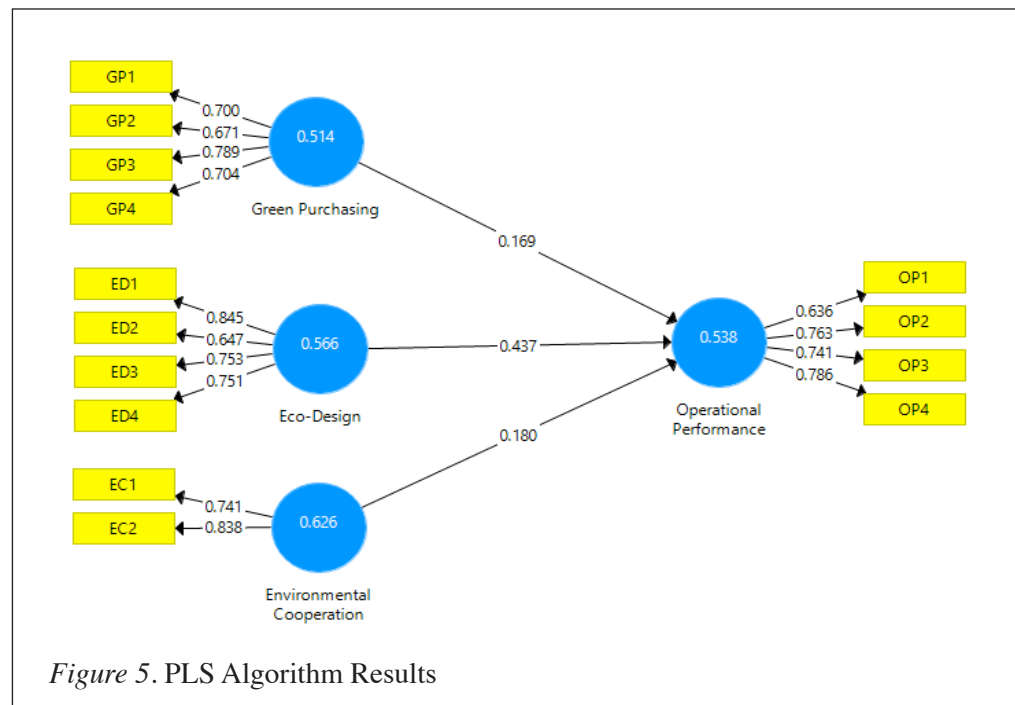 GP1
GP2
GP3
GP4
0.700
0.671
0.789
0.704
0.514
Green Purchasing
0.169
ED1
ED2
ED3
ED4
0.845
0.647
0.753
0.751
0.566
Eco-Design
0.437
EC1
EC2
0.741
0.838
0.626
Environmental
Cooperation
0.180
0.538
Operational
Performance
0.636
0.763
0.741
0.786
OP1
OP2
OP3
OP4
Figure 5. PLS Algorithm Results